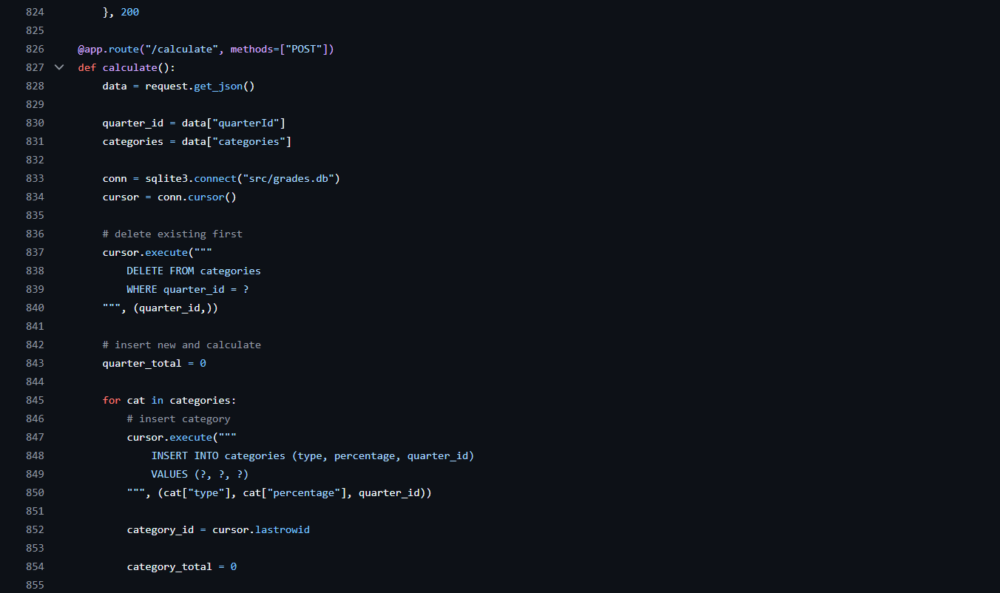 824 }, 200
825
826 @app.route("/calculate", methods=["POST"])
827 def calculate():
828 data = request.get_json()
829
830 quarter_id = data["quarterId"]
831 categories = data["categories"]
832
833 conn = sqlite3.connect("src/grades.db")
834 cursor = conn.cursor()
835
836 # delete existing first
837 cursor.execute("""
838 DELETE FROM categories
839 WHERE quarter_id = ?
840 """, (quarter_id,))
841
842 # insert new and calculate
843 quarter_total = 0
844
845 for cat in categories:
846 # insert category
847 cursor.execute("""
848 INSERT INTO categories (type, percentage, quarter_id)
849 VALUES (?, ?, ?)
850 """, (cat["type"], cat["percentage"], quarter_id))
851
852 category_id = cursor.lastrowid
853
854 category_total = 0
855